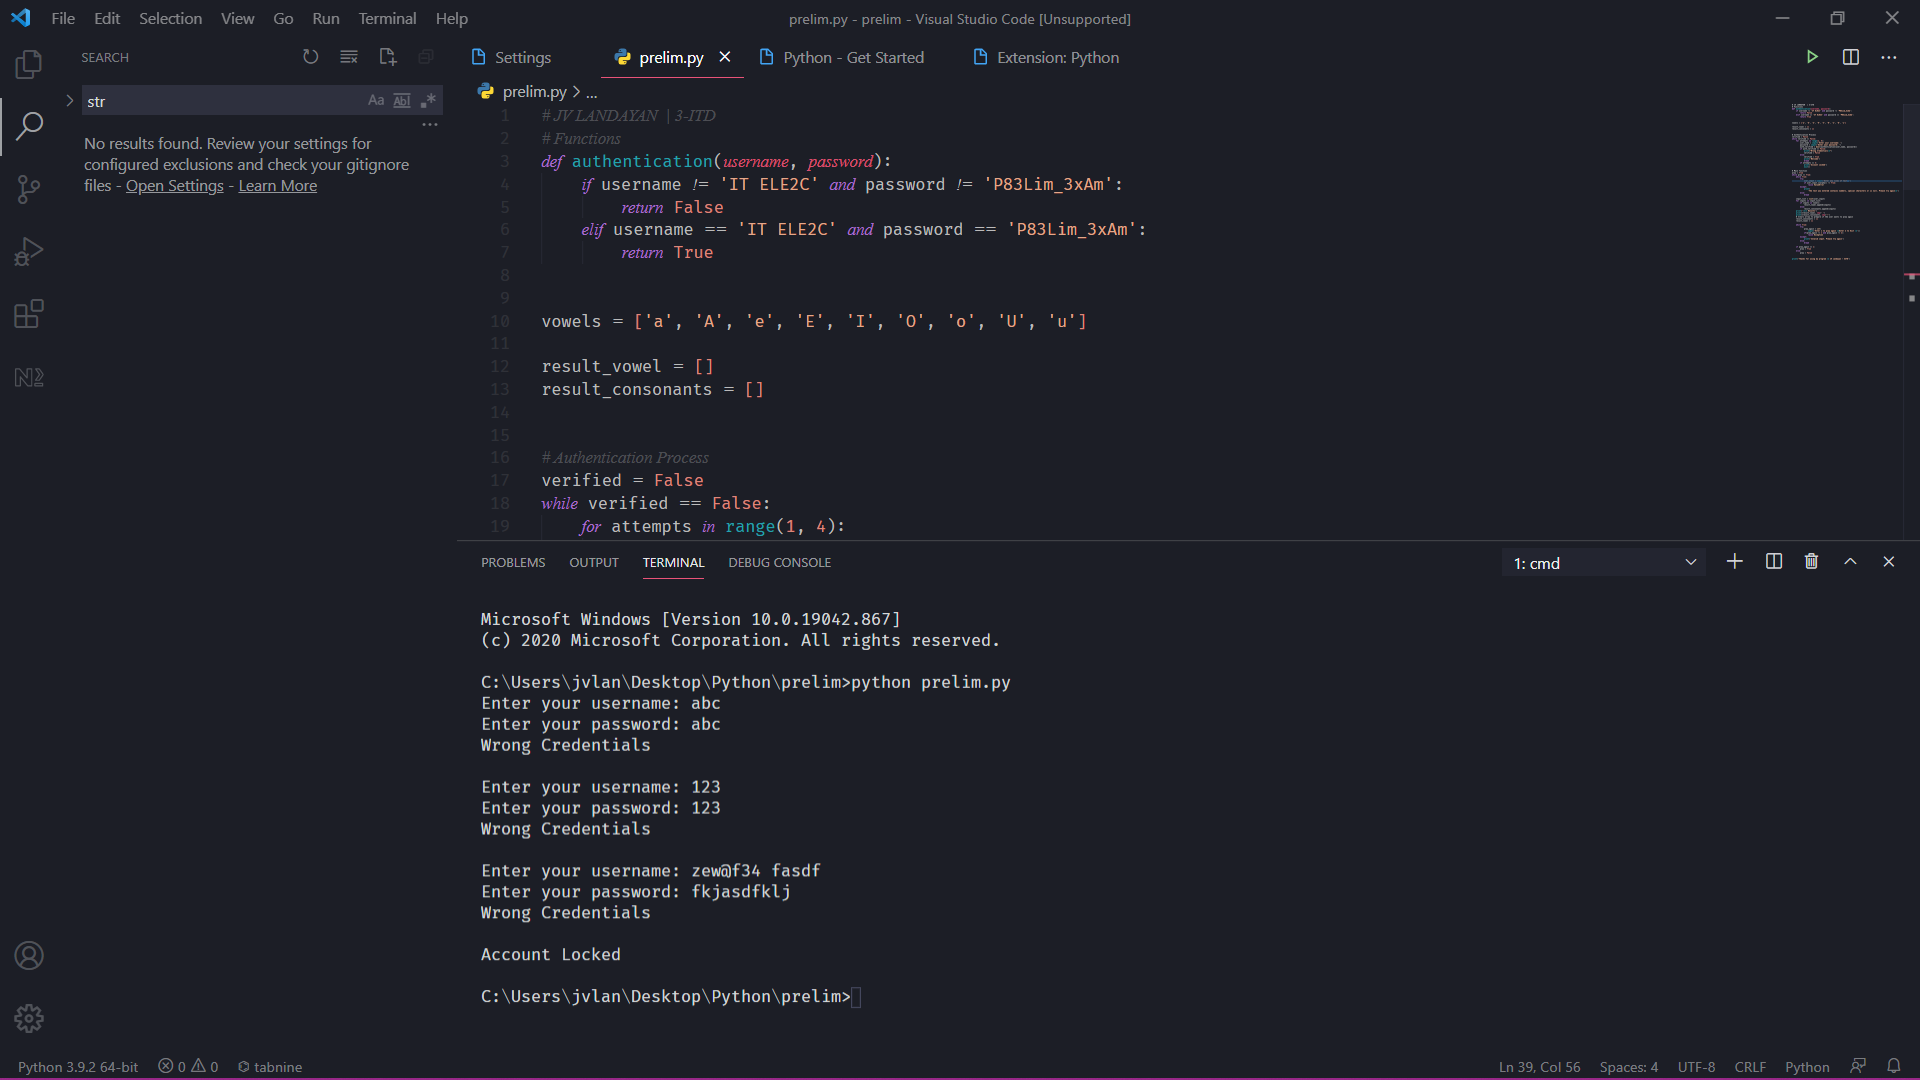 File Edit Selection View Go Run Terminal Help
prelim.py - prelim - Visual Studio Code [Unsupported]
SEARCH
str
Aa Abl .*
No results found. Review your settings for
configured exclusions and check your gitignore
files - Open Settings - Learn More
Settings
prelim.py
Python - Get Started
Extension: Python
prelim.py > ...
1 # JV LANDAYAN | 3-ITD
2 # Functions
3 def authentication(username, password):
4 if username != 'IT ELE2C' and password != 'P83Lim_3xAm':
5 return False
6 elif username == 'IT ELE2C' and password == 'P83Lim_3xAm':
7 return True
8
9
10 vowels = ['a', 'A', 'e', 'E', 'I', 'O', 'o', 'U', 'u']
11
12 result_vowel = []
13 result_consonants = []
14
15
16 # Authentication Process
17 verified = False
18 while verified == False:
19 for attempts in range(1, 4):
PROBLEMS OUTPUT TERMINAL DEBUG CONSOLE
1: cmd
Microsoft Windows [Version 10.0.19042.867]
(c) 2020 Microsoft Corporation. All rights reserved.
C:\Users\jvlan\Desktop\Python\prelim>python prelim.py
Enter your username: abc
Enter your password: abc
Wrong Credentials
Enter your username: 123
Enter your password: 123
Wrong Credentials
Enter your username: zew@f34 fasdf
Enter your password: fkjasdfklj
Wrong Credentials
Account Locked
C:\Users\jvlan\Desktop\Python\prelim>
Python 3.9.2 64-bit 0 0 tabnine
Ln 39, Col 56 Spaces: 4 UTF-8 CRLF Python